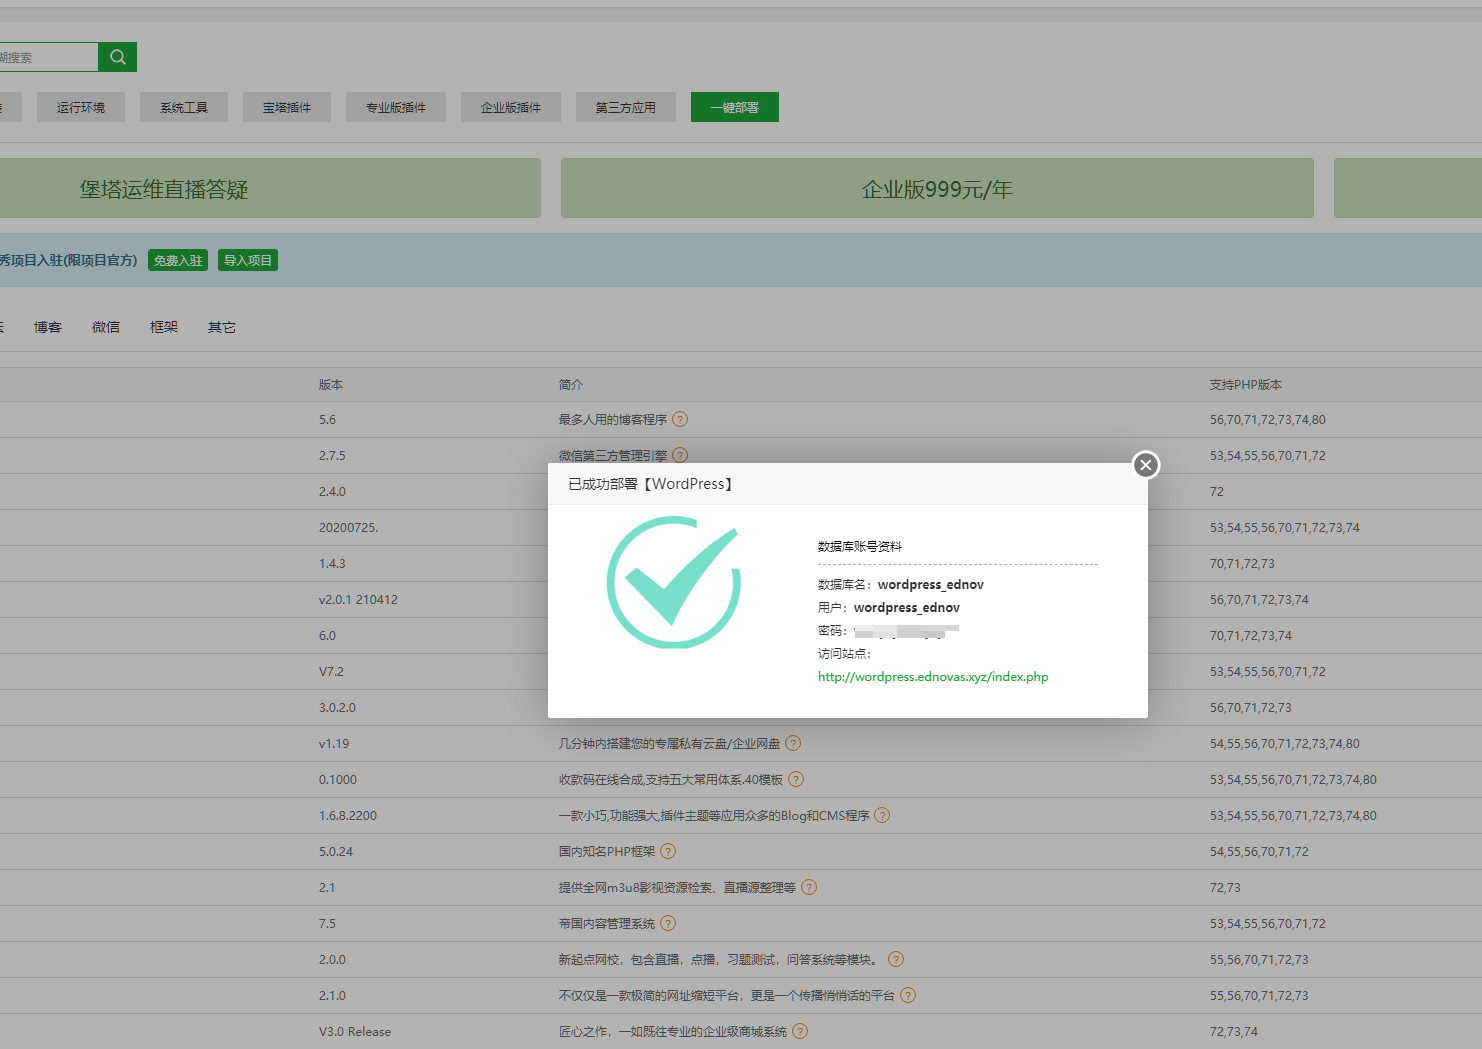 糊搜索
运行环境 系统工具 宝塔插件 专业版插件 企业版插件 第三方应用 一键部署
堡塔运维直播答疑 企业版999元/年
秀项目入驻(限项目官方) 免费入驻 导入项目
博客 微信 框架 其它
版本 简介 支持PHP版本
5.6 最多人用的博客程序 ? 56,70,71,72,73,74,80
2.7.5 微信第三方管理引擎 ? 53,54,55,56,70,71,72
2.4.0 72
20200725. 53,54,55,56,70,71,72,73,74
1.4.3 70,71,72,73
v2.0.1 210412 56,70,71,72,73,74
6.0 70,71,72,73,74
V7.2 53,54,55,56,70,71,72
3.0.2.0 56,70,71,72,73
已成功部署【WordPress】
数据库账号资料
数据库名：wordpress_ednov
用户：wordpress_ednov
密码：
访问站点：
http://wordpress.ednovas.xyz/index.php
v1.19 几分钟内搭建您的专属私有云盘/企业网盘 ? 54,55,56,70,71,72,73,74,80
0.1000 收款码在线合成,支持五大常用体系.40模板 ? 53,54,55,56,70,71,72,73,74,80
1.6.8.2200 一款小巧,功能强大,插件主题等应用众多的Blog和CMS程序 ? 53,54,55,56,70,71,72,73,74,80
5.0.24 国内知名PHP框架 ? 54,55,56,70,71,72
2.1 提供全网m3u8影视资源检索、直播源整理等 ? 72,73
7.5 帝国内容管理系统 ? 53,54,55,56,70,71,72
2.0.0 新起点网校，包含直播，点播，习题测试，问答系统等模块。 ? 55,56,70,71,72,73
2.1.0 不仅仅是一款极简的网址缩短平台，更是一个传播悄悄话的平台 ? 55,56,70,71,72,73
V3.0 Release 匠心之作，一如既往专业的企业级商城系统 ? 72,73,74